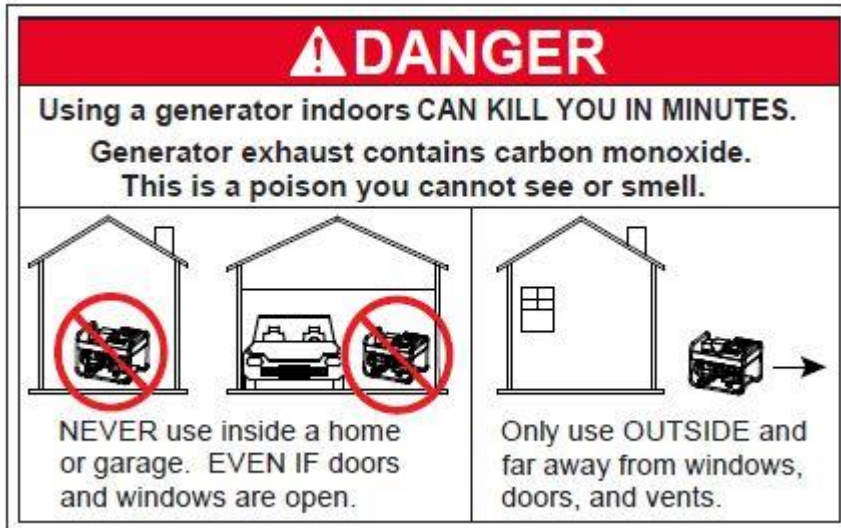 DANGER
Using a generator indoors CAN KILL YOU IN MINUTES.
Generator exhaust contains carbon monoxide.
This is a poison you cannot see or smell.
NEVER use inside a home
or garage. EVEN IF doors
and windows are open.
Only use OUTSIDE and
far away from windows,
doors, and vents.